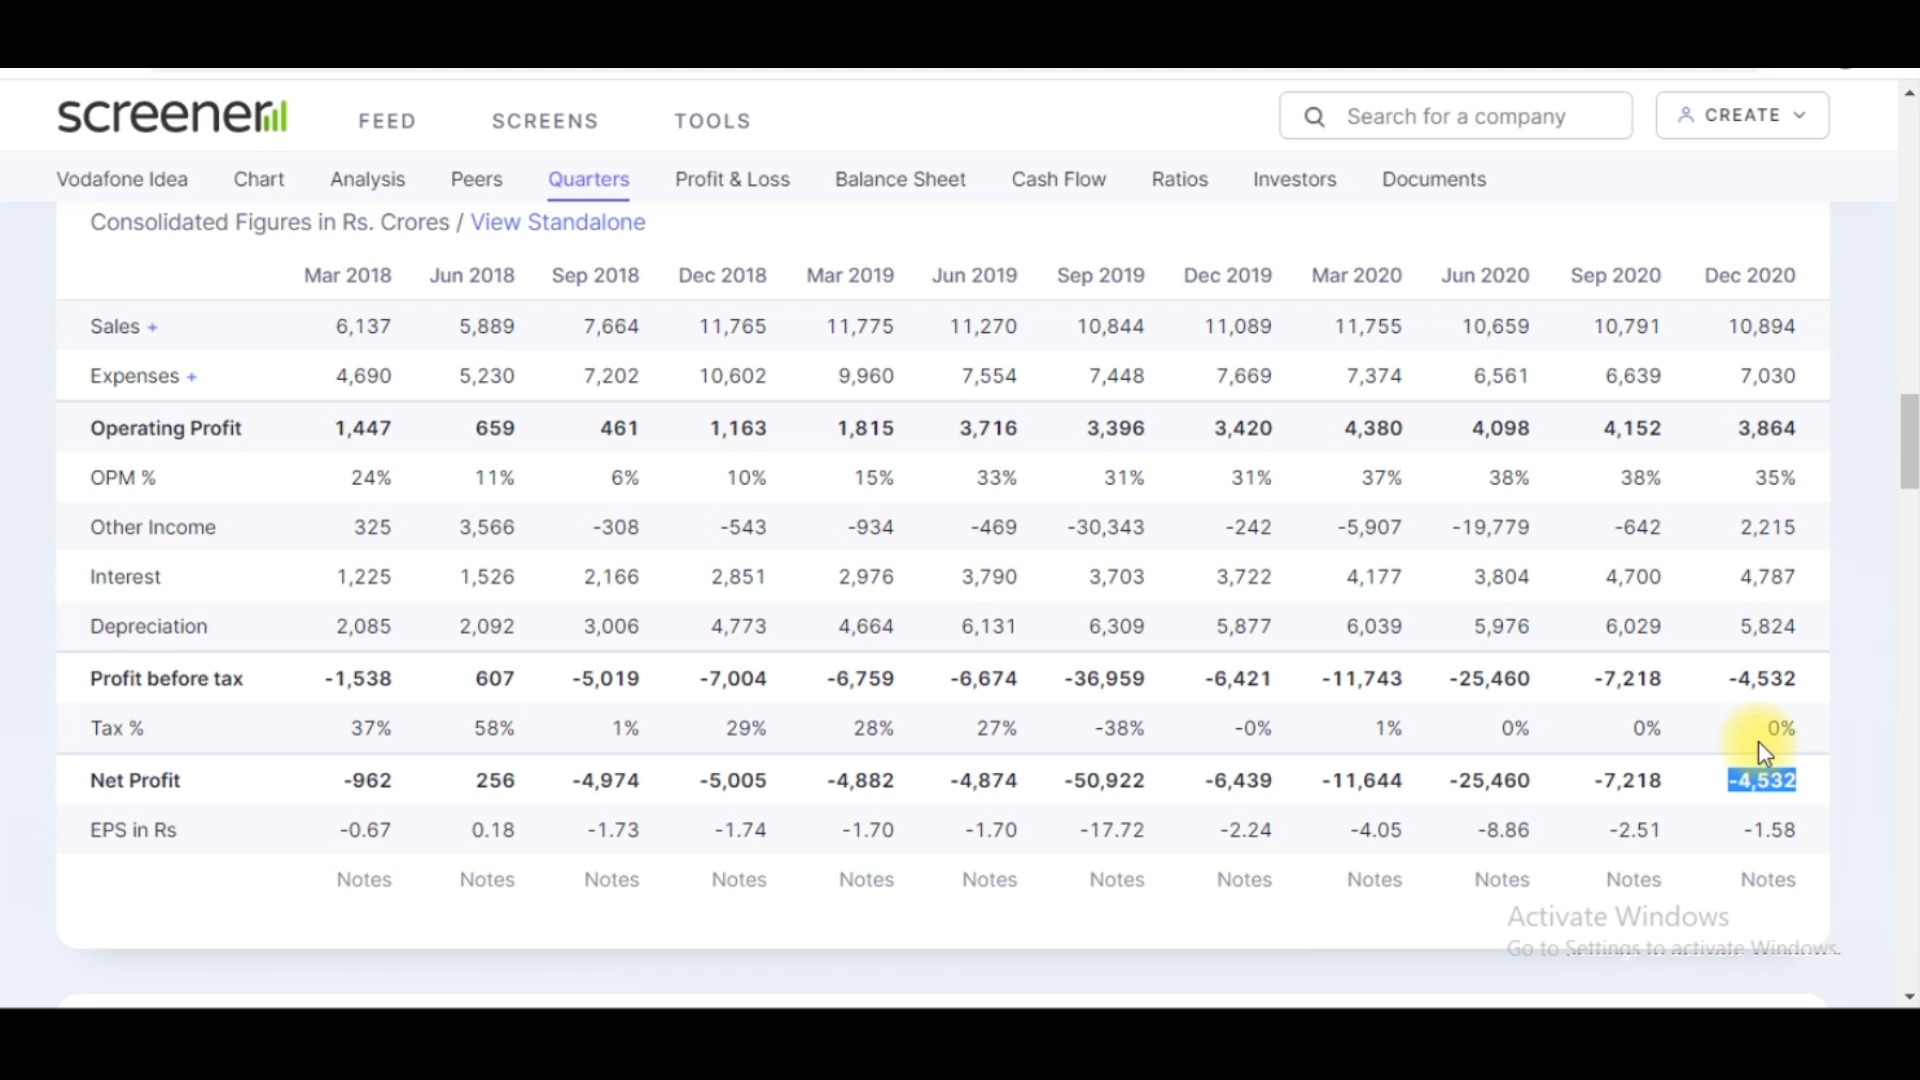 screener FEED SCREENS TOOLS Search for a company CREATE
Vodafone Idea Chart Analysis Peers Quarters Profit & Loss Balance Sheet Cash Flow Ratios Investors Documents
Consolidated Figures in Rs. Crores / View Standalone
Mar 2018 Jun 2018 Sep 2018 Dec 2018 Mar 2019 Jun 2019 Sep 2019 Dec 2019 Mar 2020 Jun 2020 Sep 2020 Dec 2020
Sales + 6,137 5,889 7,664 11,765 11,775 11,270 10,844 11,089 11,755 10,659 10,791 10,894
Expenses + 4,690 5,230 7,202 10,602 9,960 7,554 7,448 7,669 7,374 6,561 6,639 7,030
Operating Profit 1,447 659 461 1,163 1,815 3,716 3,396 3,420 4,380 4,098 4,152 3,864
OPM % 24% 11% 6% 10% 15% 33% 31% 31% 37% 38% 38% 35%
Other Income 325 3,566 -308 -543 -934 -469 -30,343 -242 -5,907 -19,779 -642 2,215
Interest 1,225 1,526 2,166 2,851 2,976 3,790 3,703 3,722 4,177 3,804 4,700 4,787
Depreciation 2,085 2,092 3,006 4,773 4,664 6,131 6,309 5,877 6,039 5,976 6,029 5,824
Profit before tax -1,538 607 -5,019 -7,004 -6,759 -6,674 -36,959 -6,421 -11,743 -25,460 -7,218 -4,532
Tax % 37% 58% 1% 29% 28% 27% -38% -0% 1% 0% 0% 0%
Net Profit -962 256 -4,974 -5,005 -4,882 -4,874 -50,922 -6,439 -11,644 -25,460 -7,218 -4,532
EPS in Rs -0.67 0.18 -1.73 -1.74 -1.70 -1.70 -17.72 -2.24 -4.05 -8.86 -2.51 -1.58
Notes Notes Notes Notes Notes Notes Notes Notes Notes Notes Notes Notes
Activate Windows
Go to Settings to activate Windows.